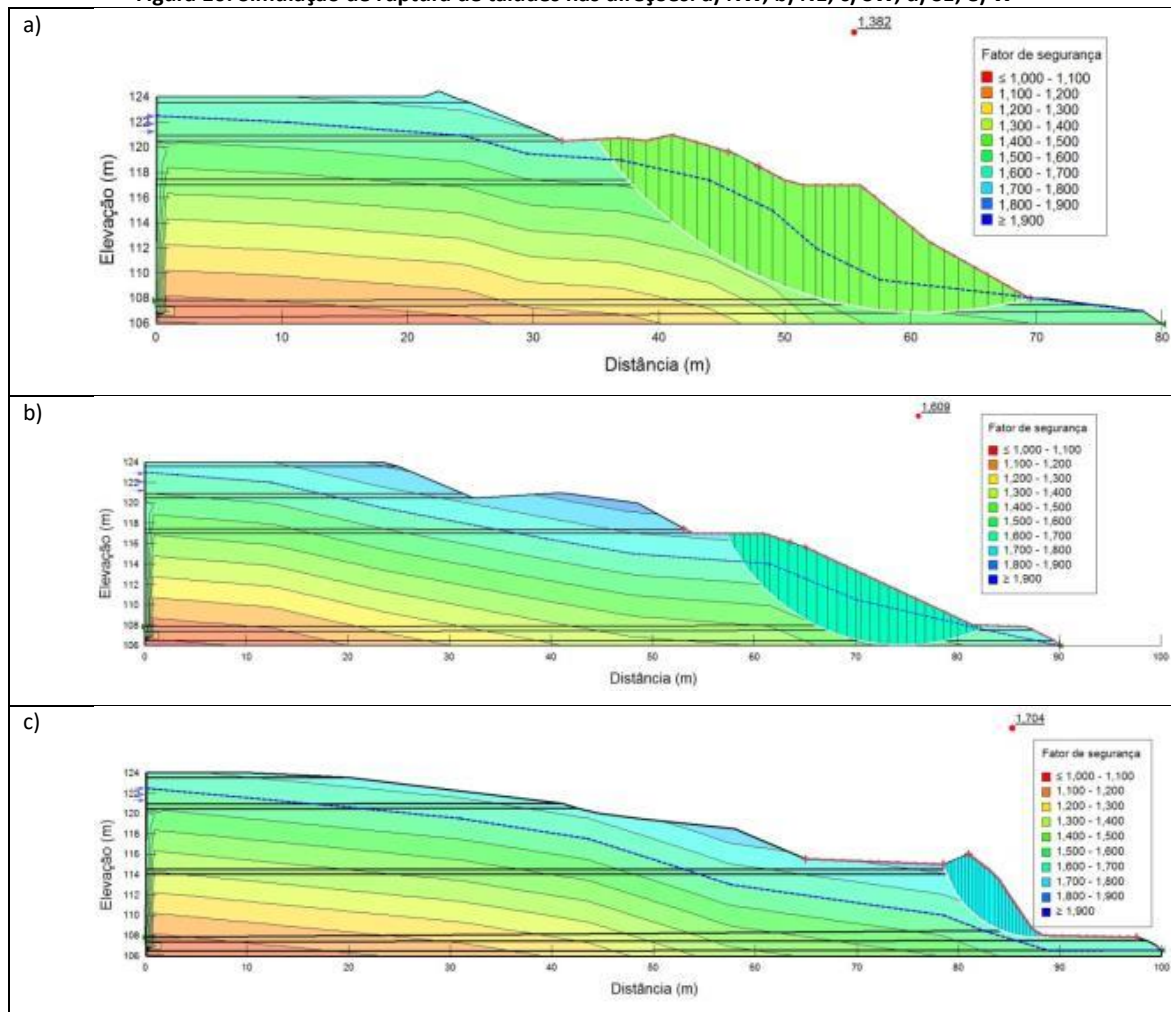 a)
1,382
Fator de segurança
≤ 1,000 - 1,100
1,100 - 1,200
1,200 - 1,300
1,300 - 1,400
1,400 - 1,500
1,500 - 1,600
1,600 - 1,700
1,700 - 1,800
1,800 - 1,900
≥ 1,900
Elevação (m)
124
122
120
117
116
114
112
110
108
106
0 10 20 30 40 50 60 70 80
Distância (m)
b)
1,609
Fator de segurança
≤ 1,000 - 1,100
1,100 - 1,200
1,200 - 1,300
1,300 - 1,400
1,400 - 1,500
1,500 - 1,600
1,600 - 1,700
1,700 - 1,800
1,800 - 1,900
≥ 1,900
Elevação (m)
124
122
120
118
116
114
112
110
108
106
0 10 20 30 40 50 60 70 80 90 100
Distância (m)
c)
1,704
Fator de segurança
≤ 1,000 - 1,100
1,100 - 1,200
1,200 - 1,300
1,300 - 1,400
1,400 - 1,500
1,500 - 1,600
1,600 - 1,700
1,700 - 1,800
1,800 - 1,900
≥ 1,900
Elevação (m)
124
122
120
118
116
114
112
110
108
106
0 10 20 30 40 50 60 70 80 90 100
Distância (m)